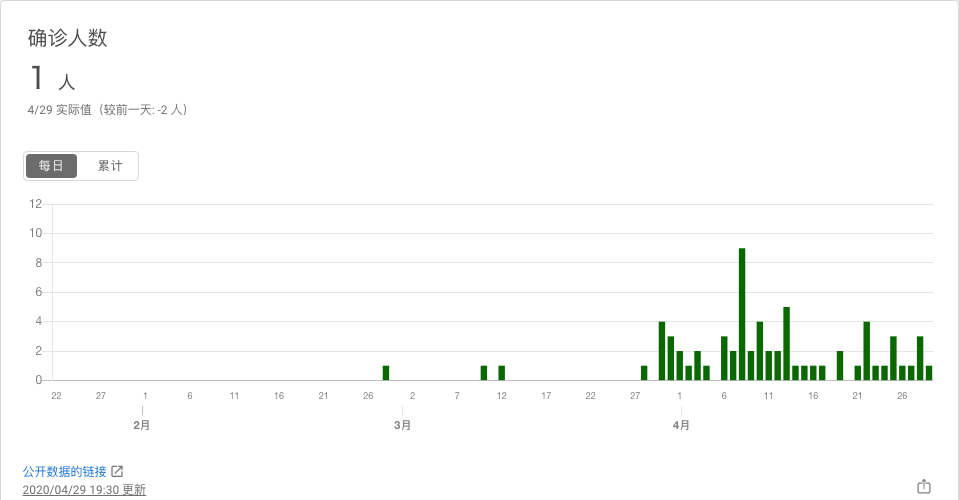 确诊人数
1 人
4/29 实际值（较前一天: -2 人）
每日 累计
12
10
8
6
4
2
0
22 27 1 6 11 16 21 26 2 7 12 17 22 27 1 6 11 16 21 26
2月 3月 4月
公开数据的链接
2020/04/29 19:30 更新